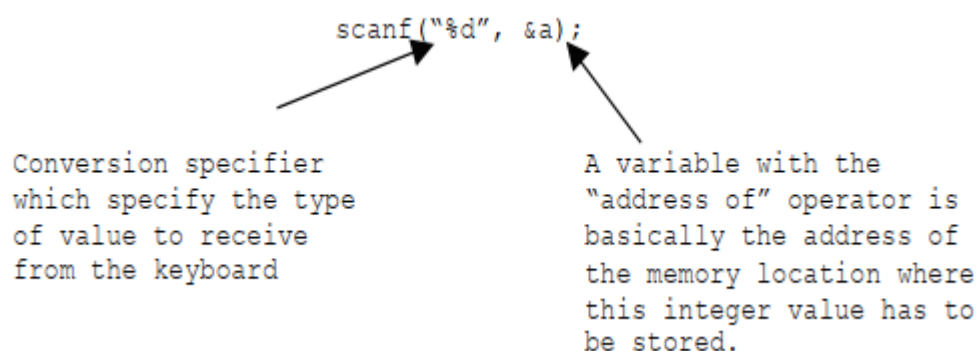 scanf(“%d”, &a);
Conversion specifier
which specify the type
of value to receive
from the keyboard
A variable with the
“address of” operator is
basically the address of
the memory location where
this integer value has to
be stored.